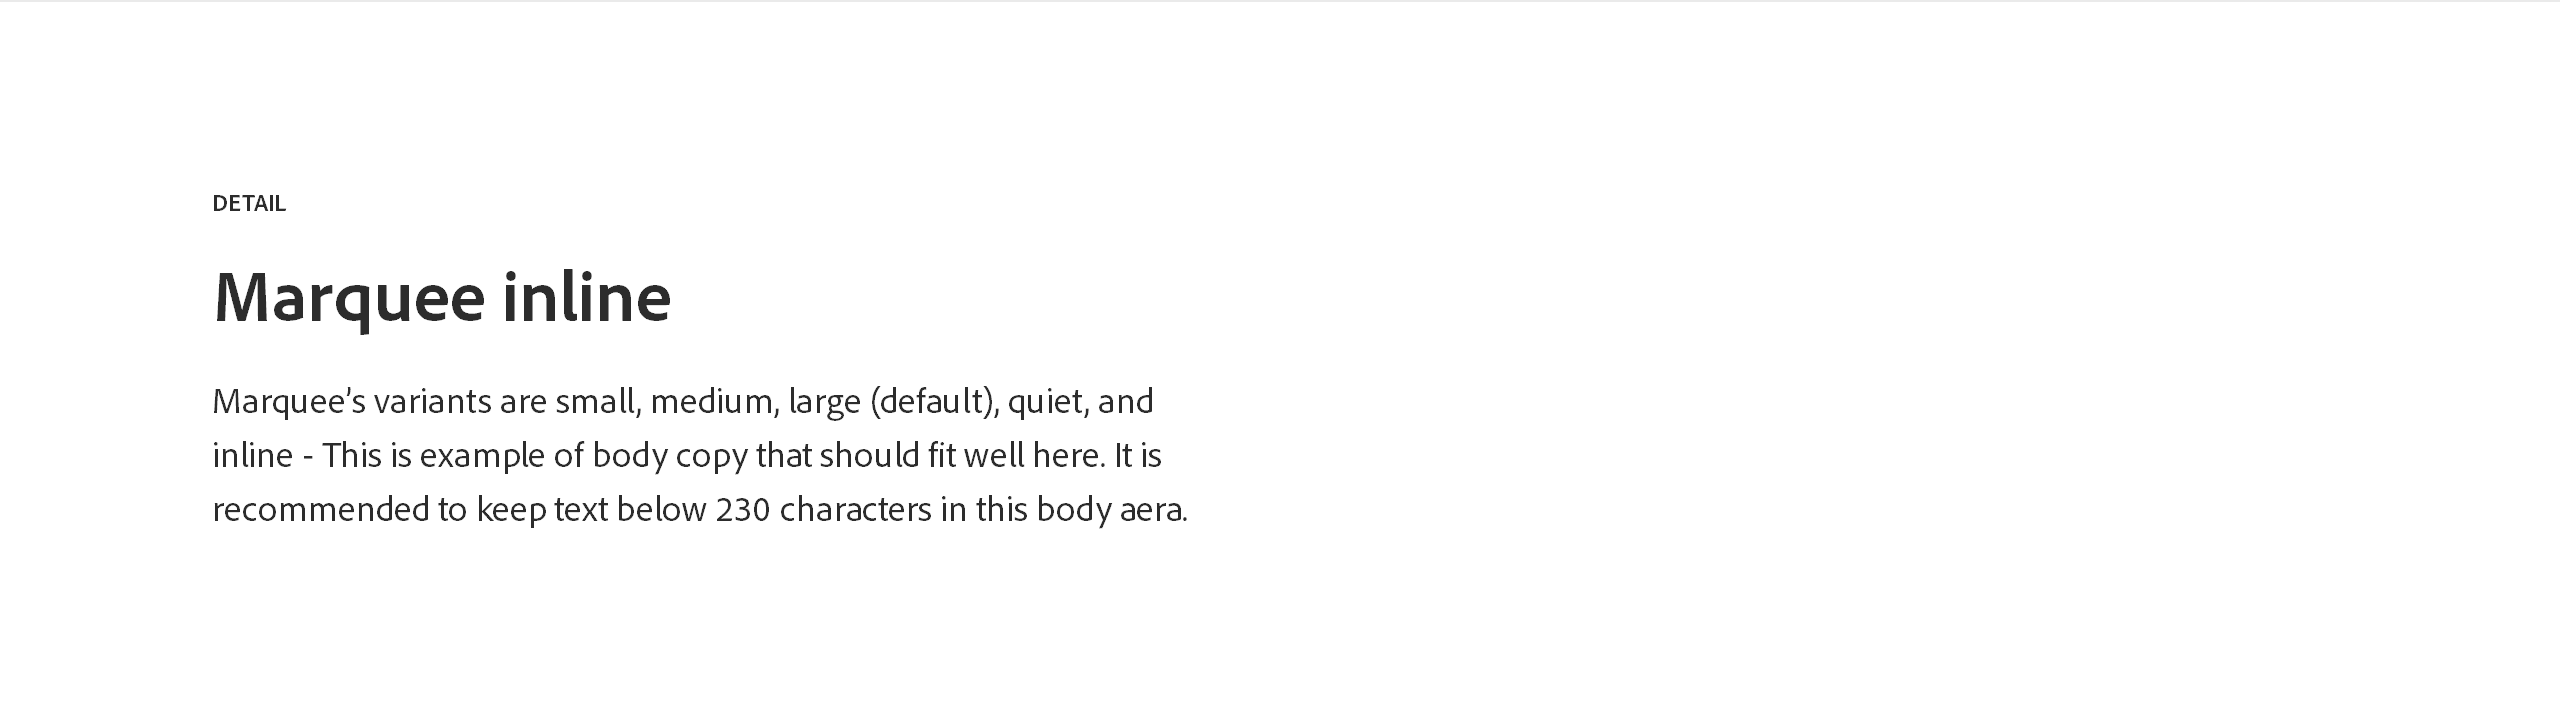 DETAIL
Marquee inline
Marquee’s variants are small, medium, large (default), quiet, and
inline - This is example of body copy that should fit well here. It is
recommended to keep text below 230 characters in this body aera.